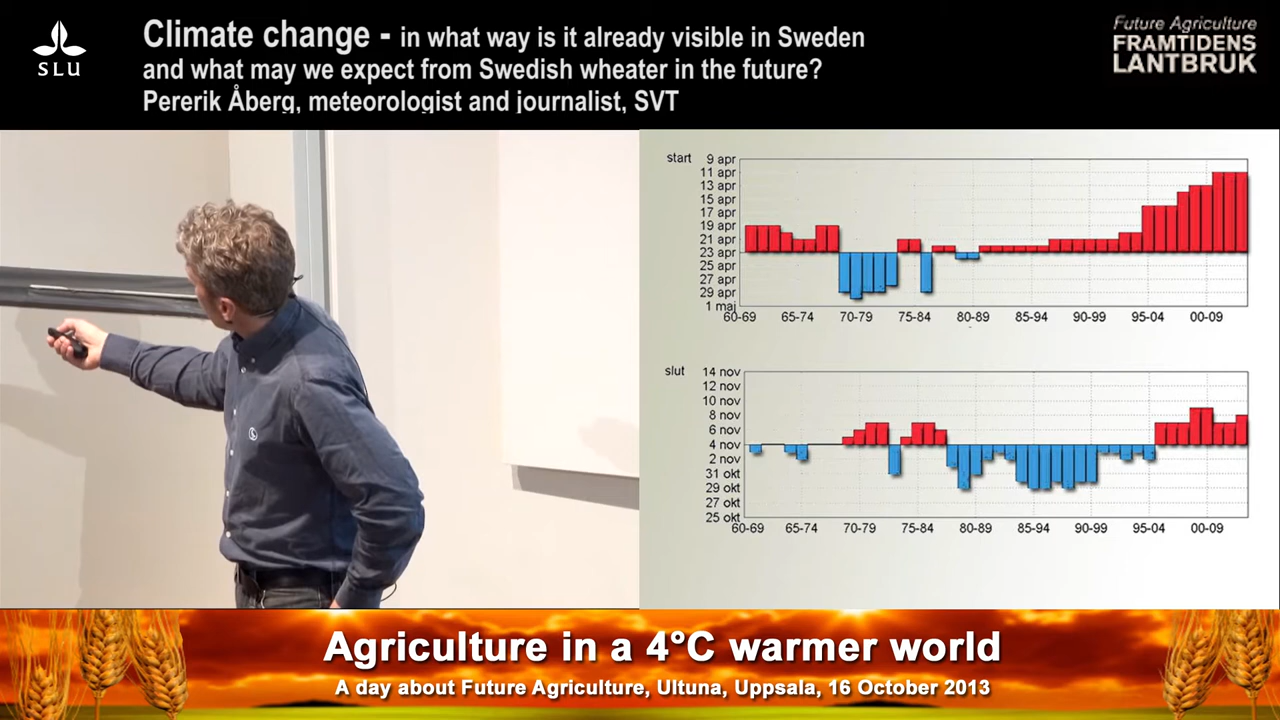 SLU
Climate change - in what way is it already visible in Sweden
and what may we expect from Swedish wheater in the future?
Pererik Åberg, meteorologist and journalist, SVT
Future Agriculture
FRAMTIDENS
LANTBRUK
start
9 apr
11 apr
13 apr
15 apr
17 apr
19 apr
21 apr
23 apr
25 apr
27 apr
29 apr
1 maj
60-69 65-74 70-79 75-84 80-89 85-94 90-99 95-04 00-09
slut
14 nov
12 nov
10 nov
8 nov
6 nov
4 nov
2 nov
31 okt
29 okt
27 okt
25 okt
60-69 65-74 70-79 75-84 80-89 85-94 90-99 95-04 00-09
Agriculture in a 4°C warmer world
A day about Future Agriculture, Ultuna, Uppsala, 16 October 2013